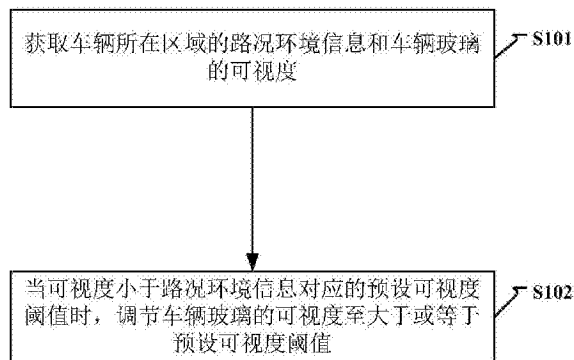 获取车辆所在区域的路况环境信息和车辆玻璃
的可视度
S101
当可视度小于路况环境信息对应的预设可视度
阈值时，调节车辆玻璃的可视度至大于或等于
预设可视度阈值
S102